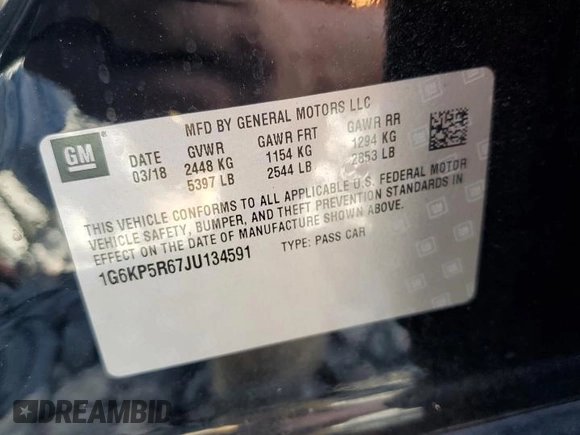 MFD BY GENERAL MOTORS LLC
GM
DATE GVWR GAWR FRT GAWR RR
03/18 2448 KG 1154 KG 1294 KG
5397 LB 2544 LB 2853 LB
THIS VEHICLE CONFORMS TO ALL APPLICABLE U.S. FEDERAL MOTOR
VEHICLE SAFETY, BUMPER, AND THEFT PREVENTION STANDARDS IN
EFFECT ON THE DATE OF MANUFACTURE SHOWN ABOVE.
1G6KP5R67JU134591 TYPE: PASS CAR
DREAMBID